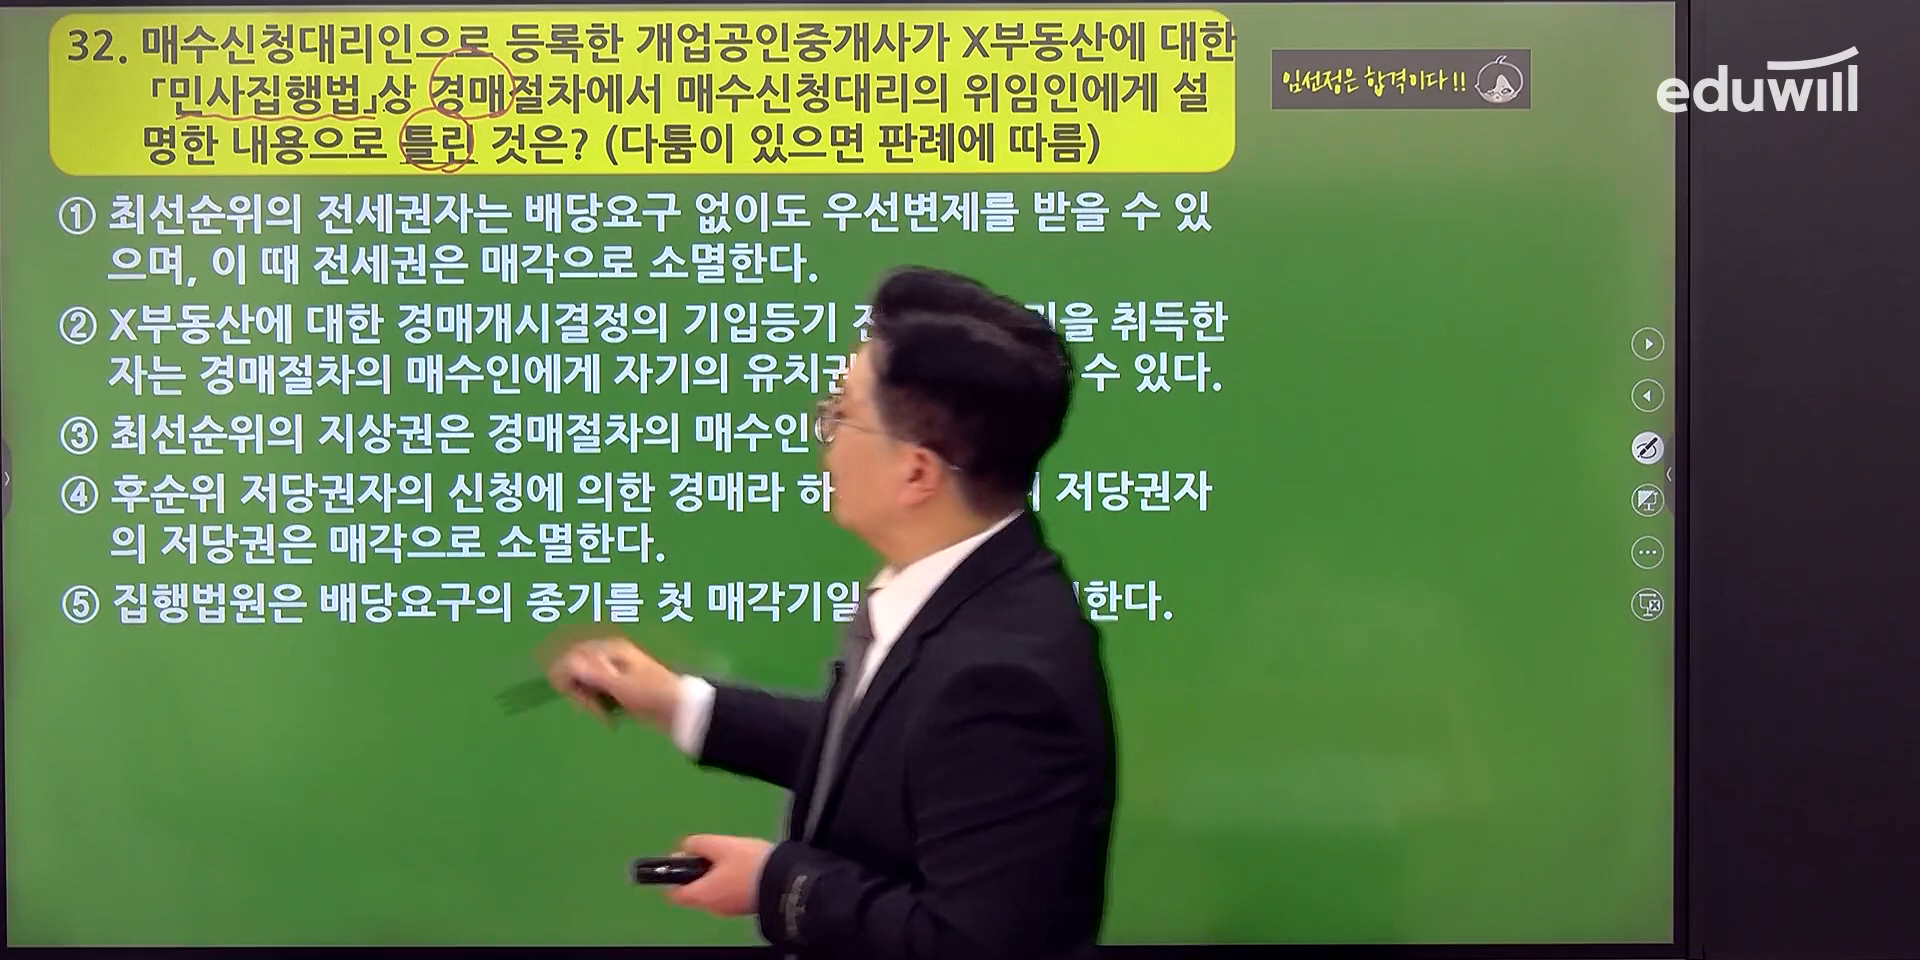 32. 매수신청대리인으로 등록한 개업공인중개사가 X부동산에 대한
「민사집행법」상 경매절차에서 매수신청대리의 위임인에게 설
명한 내용으로 틀린 것은? (다툼이 있으면 판례에 따름)
임선정은 합격이다!!
eduwill
① 최선순위의 전세권자는 배당요구 없이도 우선변제를 받을 수 있
으며, 이 때 전세권은 매각으로 소멸한다.
② X부동산에 대한 경매개시결정의 기입등기 취득한
자는 경매절차의 매수인에게 자기의 수 있다.
③ 최선순위의 지상권은 경매절차의 매수인
④ 후순위 저당권자의 신청에 의한 경매라 저당권자
의 저당권은 매각으로 소멸한다.
⑤ 집행법원은 배당요구의 종기를 첫 매각기일